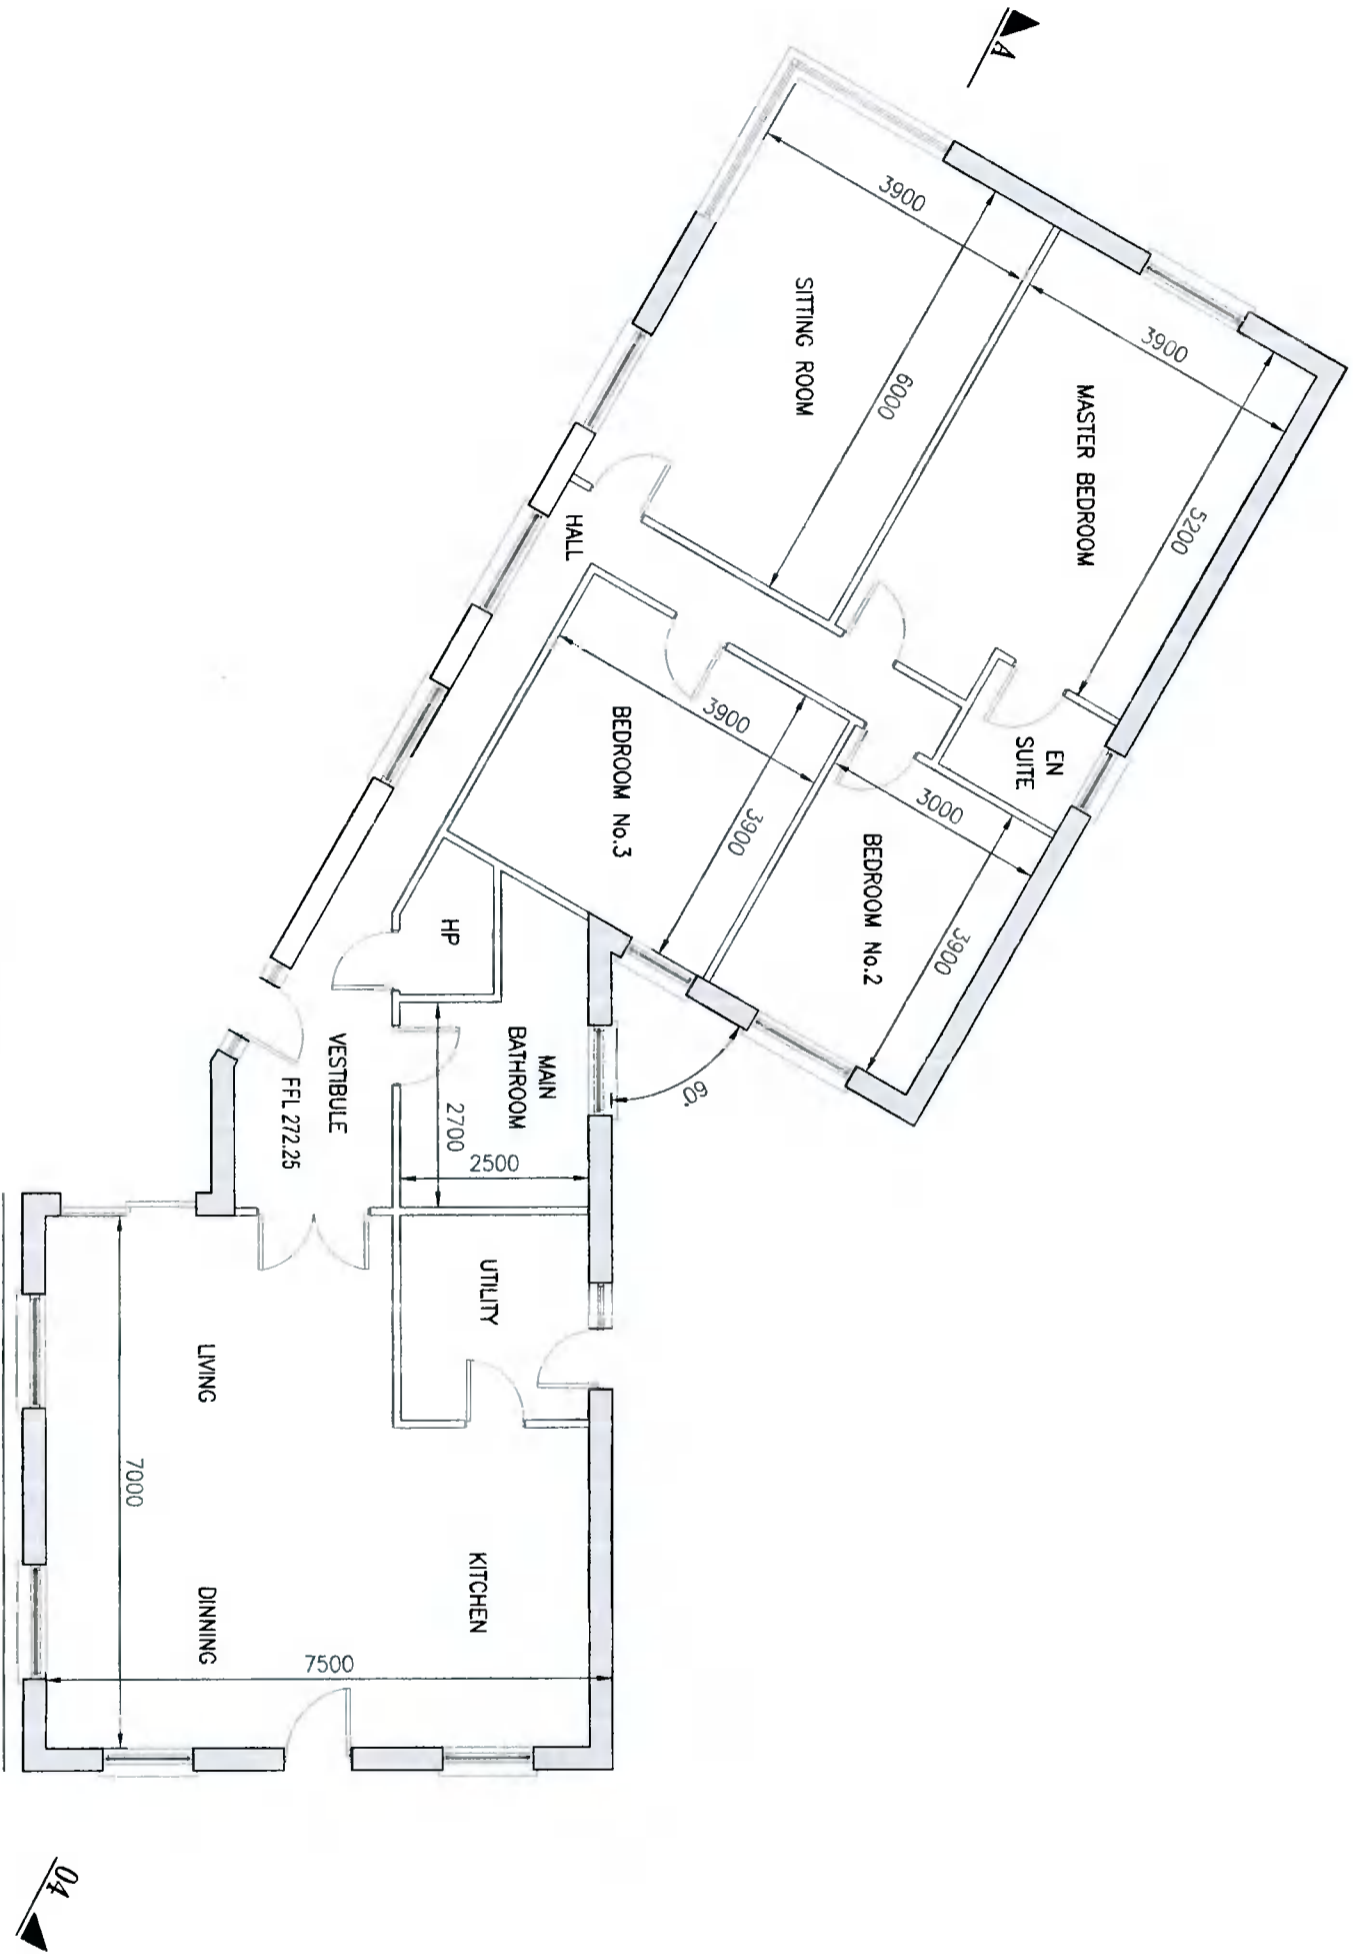 A
3900
SITTING ROOM
6000
3900
MASTER BEDROOM
5200
HALL
EN
SUITE
3900
BEDROOM No.3
3900
3000
BEDROOM No.2
3900
HP
MAIN
BATHROOM
2700
2500
60°
VESTIBULE
FFL 272.25
UTILITY
LIVING
7000
KITCHEN
DINNING
7500
04